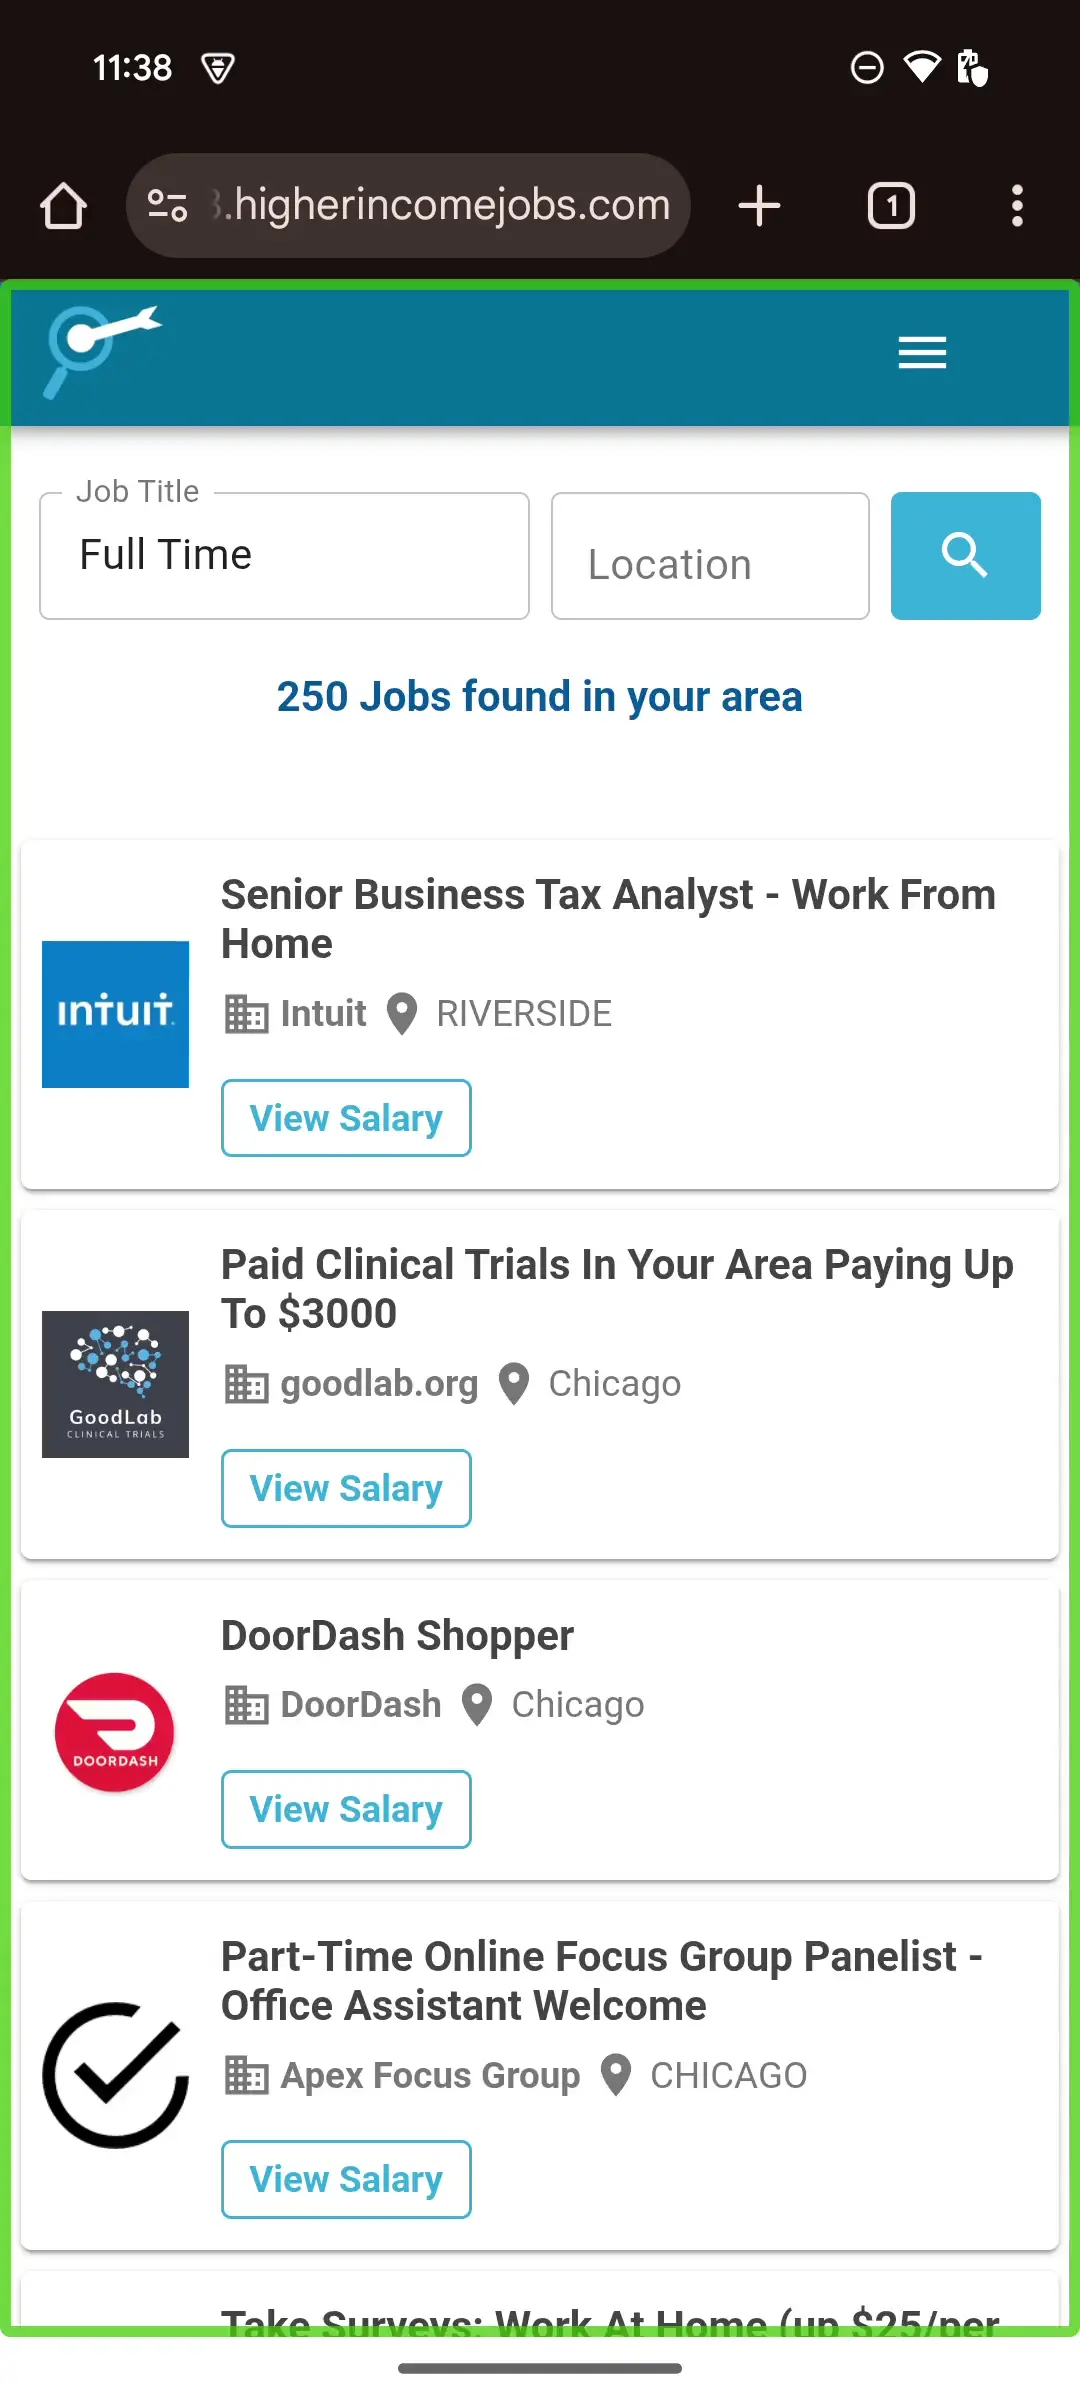 11:38
.higherincomejobs.com
1
Job Title
Full Time
Location
250 Jobs found in your area
Senior Business Tax Analyst - Work From
Home
ıntuıt
Intuit
RIVERSIDE
View Salary
Paid Clinical Trials In Your Area Paying Up
To $3000
GoodLab
CLINICAL TRIALS
goodlab.org
Chicago
View Salary
DoorDash Shopper
DOORDASH
DoorDash
Chicago
View Salary
Part-Time Online Focus Group Panelist -
Office Assistant Welcome
Apex Focus Group
CHICAGO
View Salary
Take Surveys: Work At Home (up $25/per